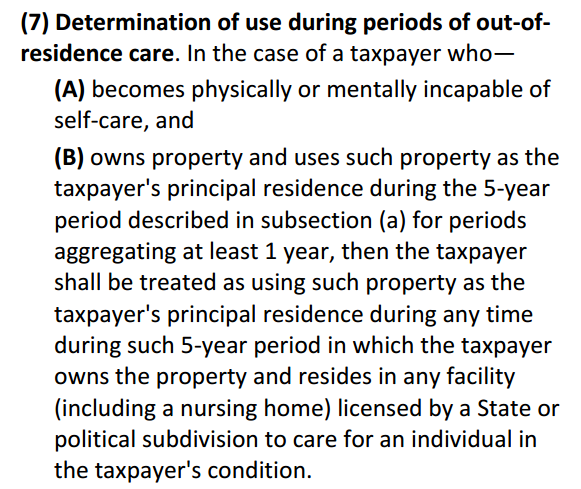 (7) Determination of use during periods of out-of-
residence care. In the case of a taxpayer who—
(A) becomes physically or mentally incapable of
self-care, and
(B) owns property and uses such property as the
taxpayer's principal residence during the 5-year
period described in subsection (a) for periods
aggregating at least 1 year, then the taxpayer
shall be treated as using such property as the
taxpayer's principal residence during any time
during such 5-year period in which the taxpayer
owns the property and resides in any facility
(including a nursing home) licensed by a State or
political subdivision to care for an individual in
the taxpayer's condition.